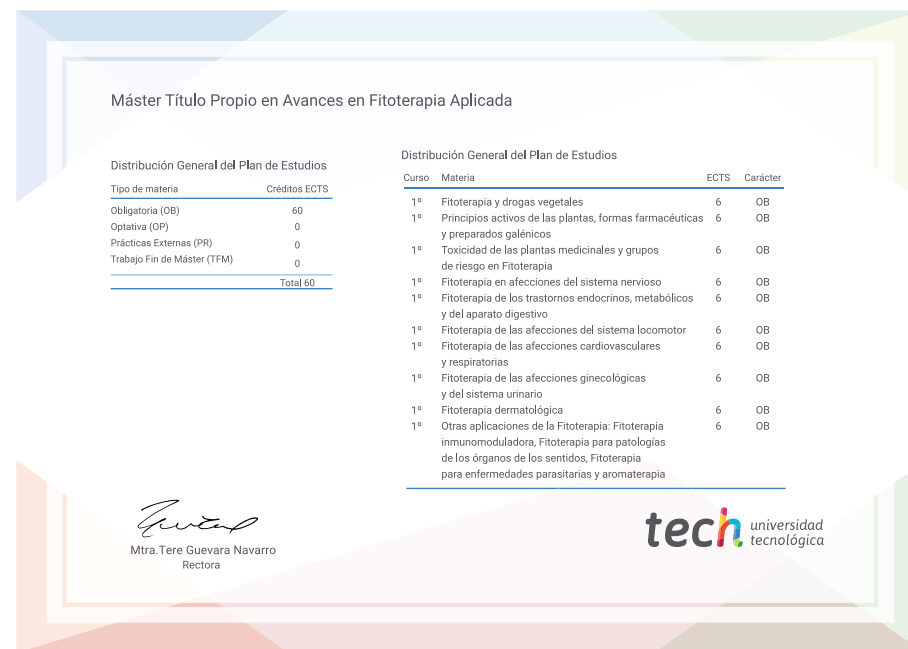 Máster Título Propio en Avances en Fitoterapia Aplicada
Distribución General del Plan de Estudios
Tipo de materia Créditos ECTS
Obligatoria (OB) 60
Optativa (OP) 0
Prácticas Externas (PR) 0
Trabajo Fin de Máster (TFM) 0
Total 60
Distribución General del Plan de Estudios
Curso Materia ECTS Carácter
1º Fitoterapia y drogas vegetales 6 OB
1º Principios activos de las plantas, formas farmacéuticas 6 OB
y preparados galénicos
1º Toxicidad de las plantas medicinales y grupos 6 OB
de riesgo en Fitoterapia
1º Fitoterapia en afecciones del sistema nervioso 6 OB
1º Fitoterapia de los trastornos endocrinos, metabólicos 6 OB
y del aparato digestivo
1º Fitoterapia de las afecciones del sistema locomotor 6 OB
1º Fitoterapia de las afecciones cardiovasculares 6 OB
y respiratorias
1º Fitoterapia de las afecciones ginecológicas 6 OB
y del sistema urinario
1º Fitoterapia dermatológica 6 OB
1º Otras aplicaciones de la Fitoterapia: Fitoterapia 6 OB
inmunomoduladora, Fitoterapia para patologías
de los órganos de los sentidos, Fitoterapia
para enfermedades parasitarias y aromaterapia
Mtra.Tere Guevara Navarro
Rectora
tech universidad
tecnológica